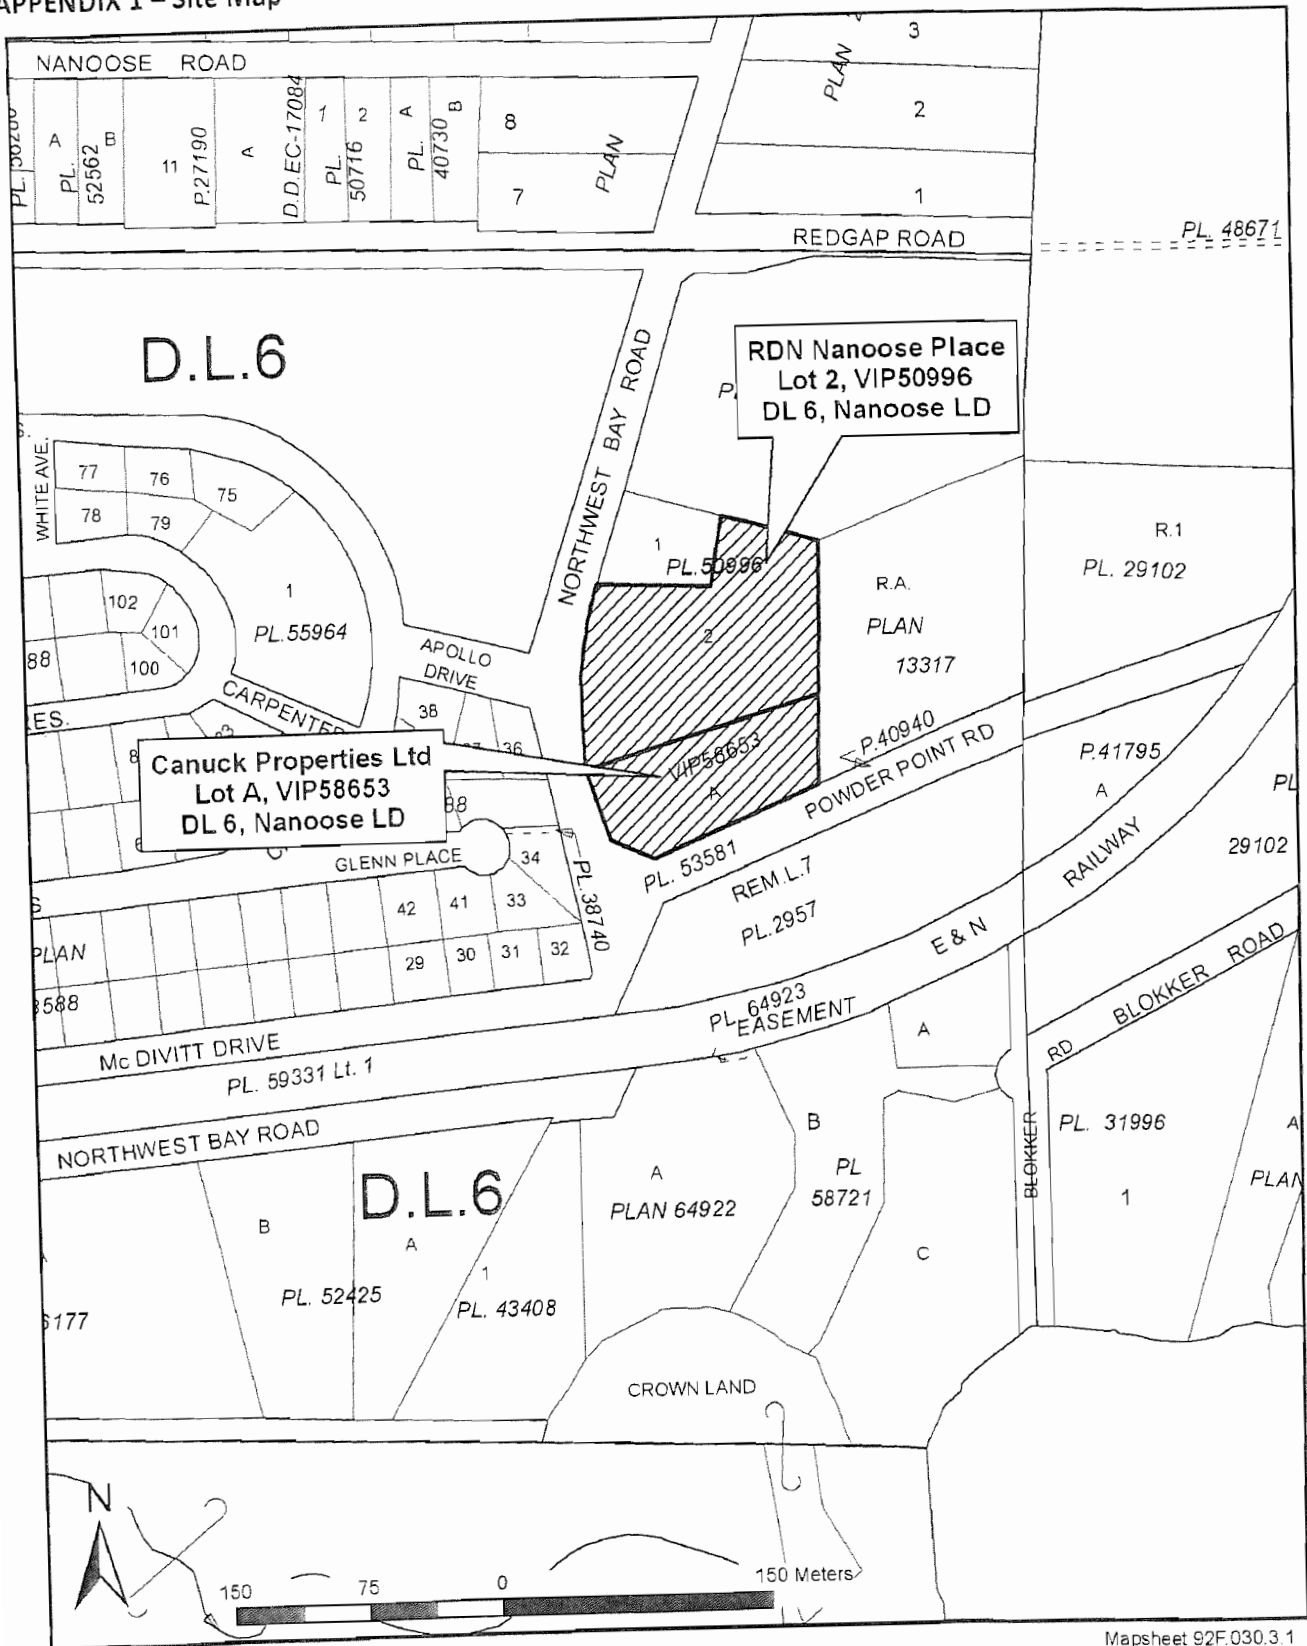 APPENDIX 1 – Site Map
NANOOSE ROAD
PLAN
3
2
1
A
PL.
52562
B
11
P.27190
A
D.D.EC-17084
1
PL.
2
50716
A
PL.
B
40730
8
7
PLAN
REDGAP ROAD
PL. 48671
D.L.6
NORTHWEST BAY ROAD
RDN Nanoose Place
Lot 2, VIP50996
DL 6, Nanoose LD
WHITE AVE.
77
76
75
78
79
1
PL.55964
102
101
100
88
1
PL.50996
2
R.A.
PLAN
13317
R.1
PL. 29102
APOLLO
DRIVE
CARPENTER
RES.
38
36
Canuck Properties Ltd
Lot A, VIP58653
DL 6, Nanoose LD
VIP58653
A
P.40940
POWDER POINT RD
P.41795
A
PL
29102
RAILWAY
E & N
88
GLENN PLACE
34
PL.38740
PL. 53581
REM.L.7
PL.2957
42
41
33
29
30
31
32
PLAN
3588
PL. 64923
EASEMENT
BLOKKER ROAD
Mc DIVITT DRIVE
PL. 59331 Lt. 1
NORTHWEST BAY ROAD
A
RD
BLOKKER
PL. 31996
1
A
PLAN
D.L.6
B
A
PL. 52425
1
PL. 43408
A
PLAN 64922
B
PL
58721
C
6177
CROWN LAND
N
150
75
0
150 Meters
Mapsheet 92F.030.3.1